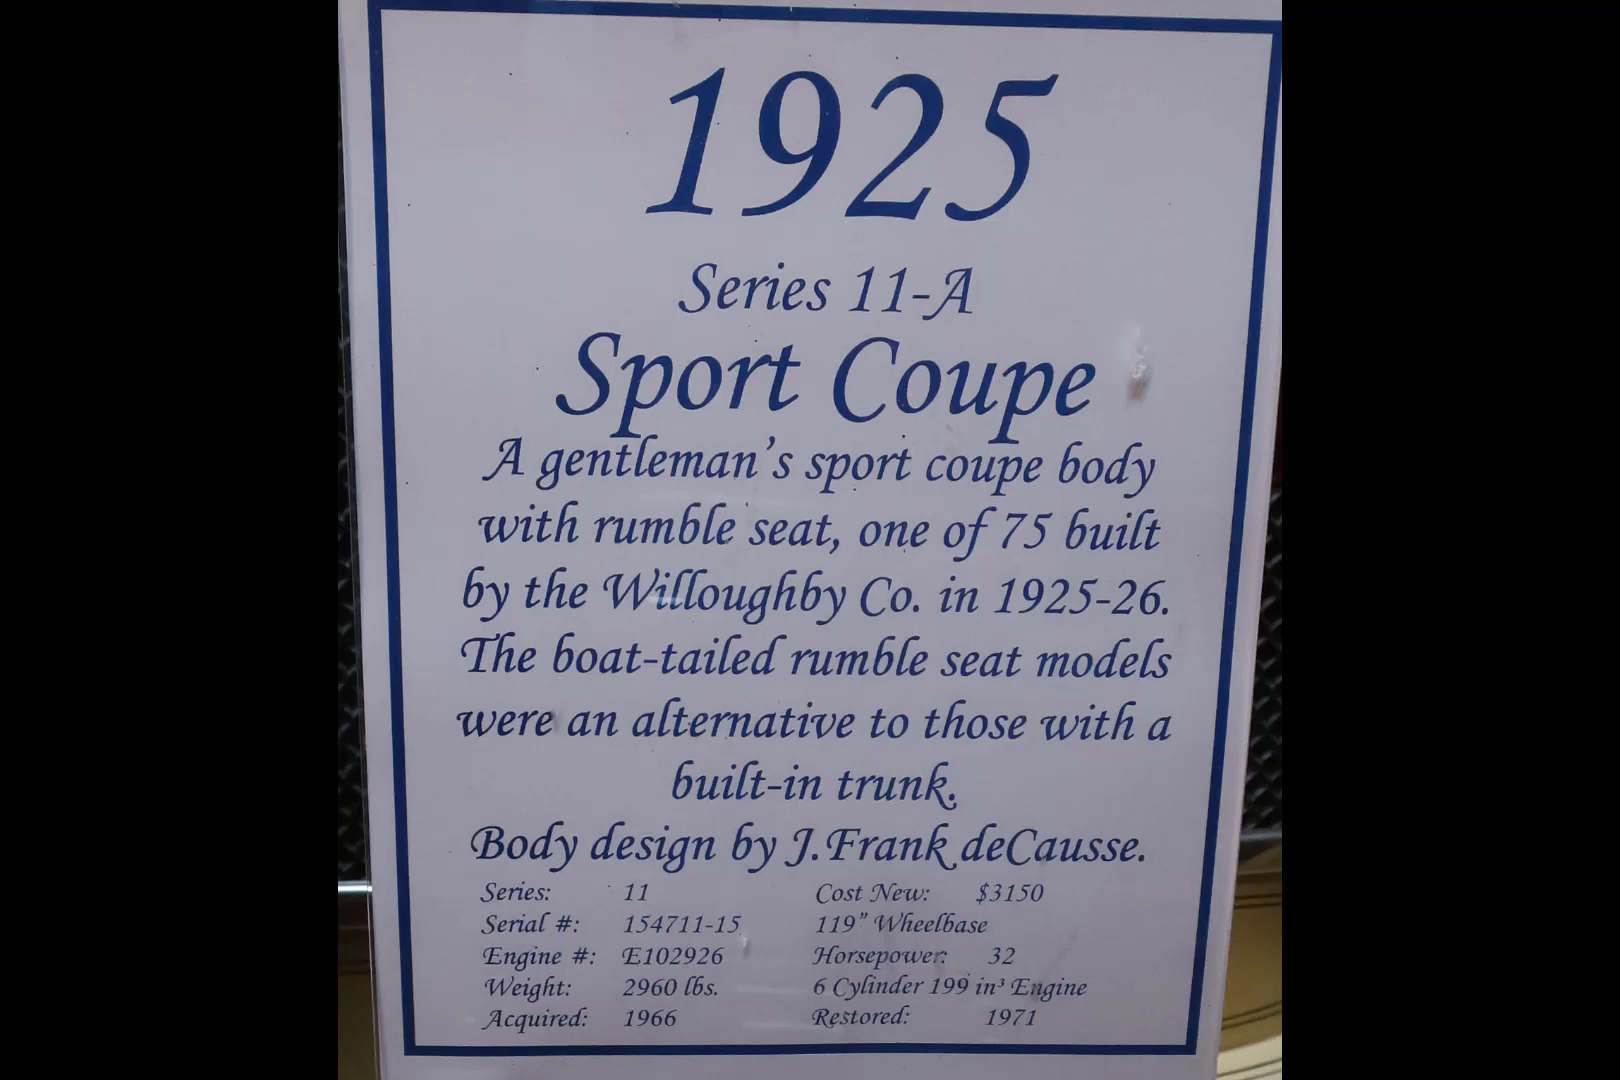 1925
Series 11-A
Sport Coupe
A gentleman's sport coupe body
with rumble seat, one of 75 built
by the Willoughby Co. in 1925-26.
The boat-tailed rumble seat models
were an alternative to those with a
built-in trunk.
Body design by J.Frank deCausse.
Series: 11 Cost New: $3150
Serial #: 154711-15 119" Wheelbase
Engine #: E102926 Horsepower: 32
Weight: 2960 lbs. 6 Cylinder 199 in³ Engine
Acquired: 1966 Restored: 1971